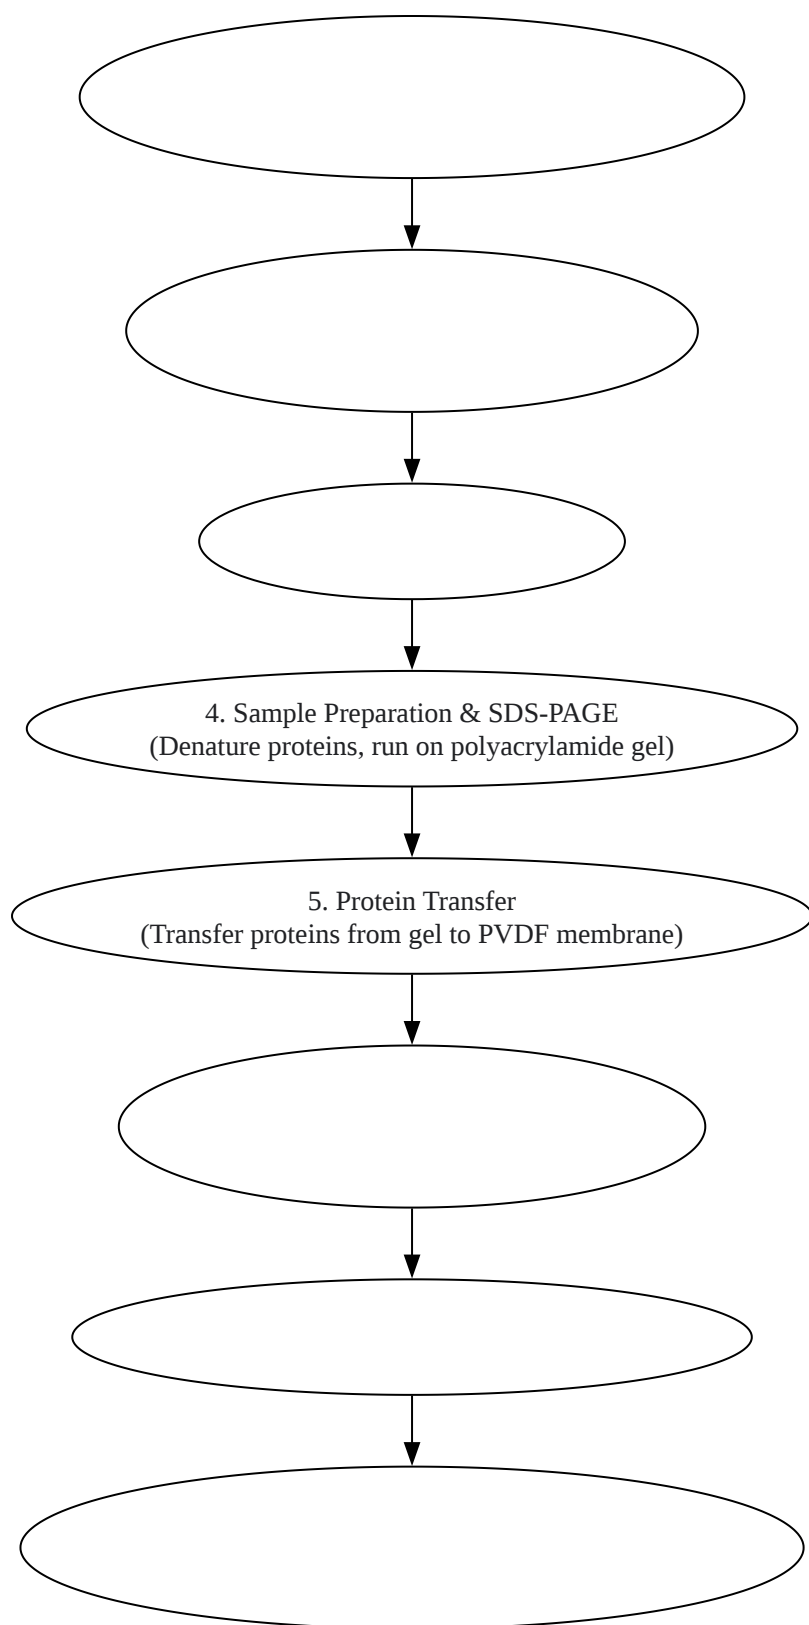 4. Sample Preparation & SDS-PAGE
(Denature proteins, run on polyacrylamide gel)
5. Protein Transfer
(Transfer proteins from gel to PVDF membrane)